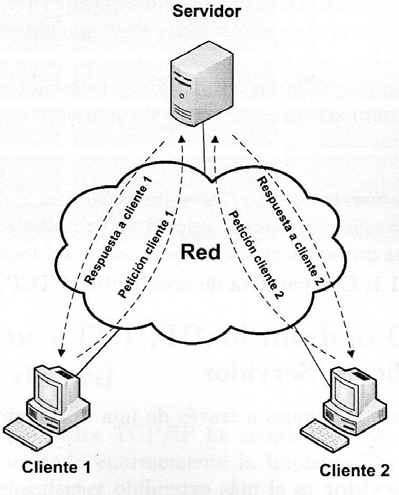 Servidor
Respuesta a cliente 1
Petición cliente 1
Respuesta a cliente 2
Petición cliente 2
Red
Cliente 1
Cliente 2